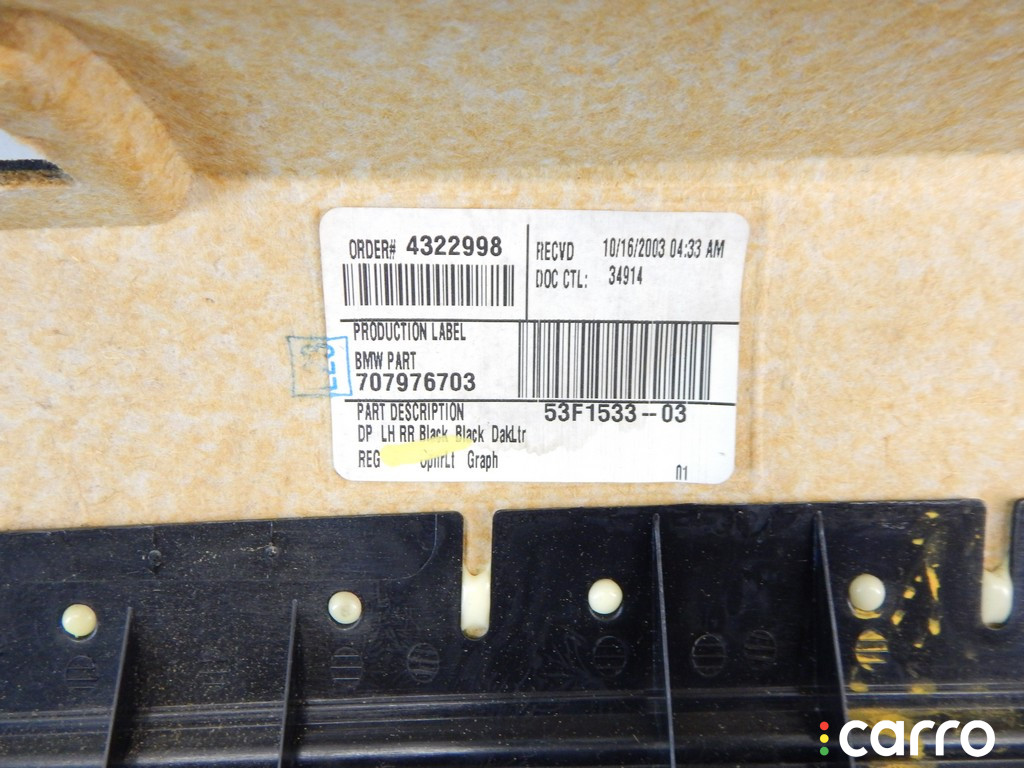 ORDER# 4322998
RECVD 10/16/2003 04:33 AM
DOC CTL: 34914
PRODUCTION LABEL
BMW PART
707976703
PART DESCRIPTION
53F1533--03
DP LH RR Black Black DakLtr
REG Graph
01
carro